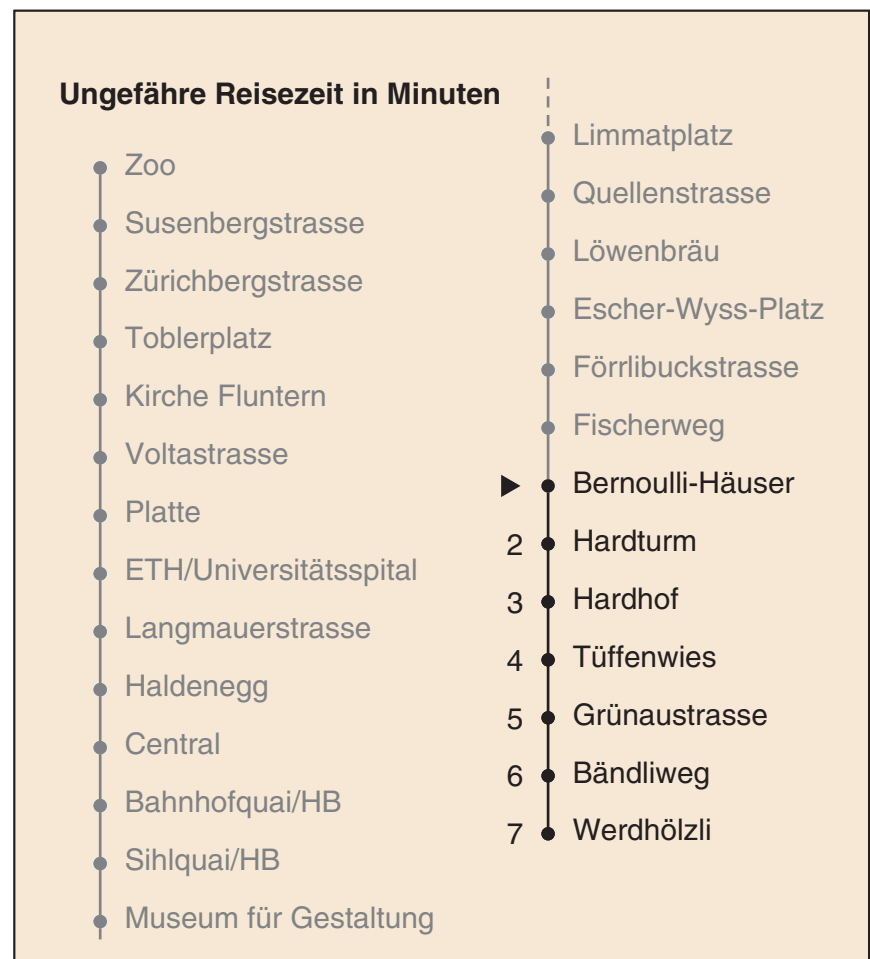 Ungefähre Reisezeit in Minuten
Zoo
Susenbergstrasse
Zürichbergstrasse
Toblerplatz
Kirche Fluntern
Voltastrasse
Platte
ETH/Universitätsspital
Langmauerstrasse
Haldenegg
Central
Bahnhofquai/HB
Sihlquai/HB
Museum für Gestaltung
Limmatplatz
Quellenstrasse
Löwenbräu
Escher-Wyss-Platz
Förrlibuckstrasse
Fischerweg
Bernoulli-Häuser
2 Hardturm
3 Hardhof
4 Tüffenwies
5 Grünaustrasse
6 Bändliweg
7 Werdhölzli